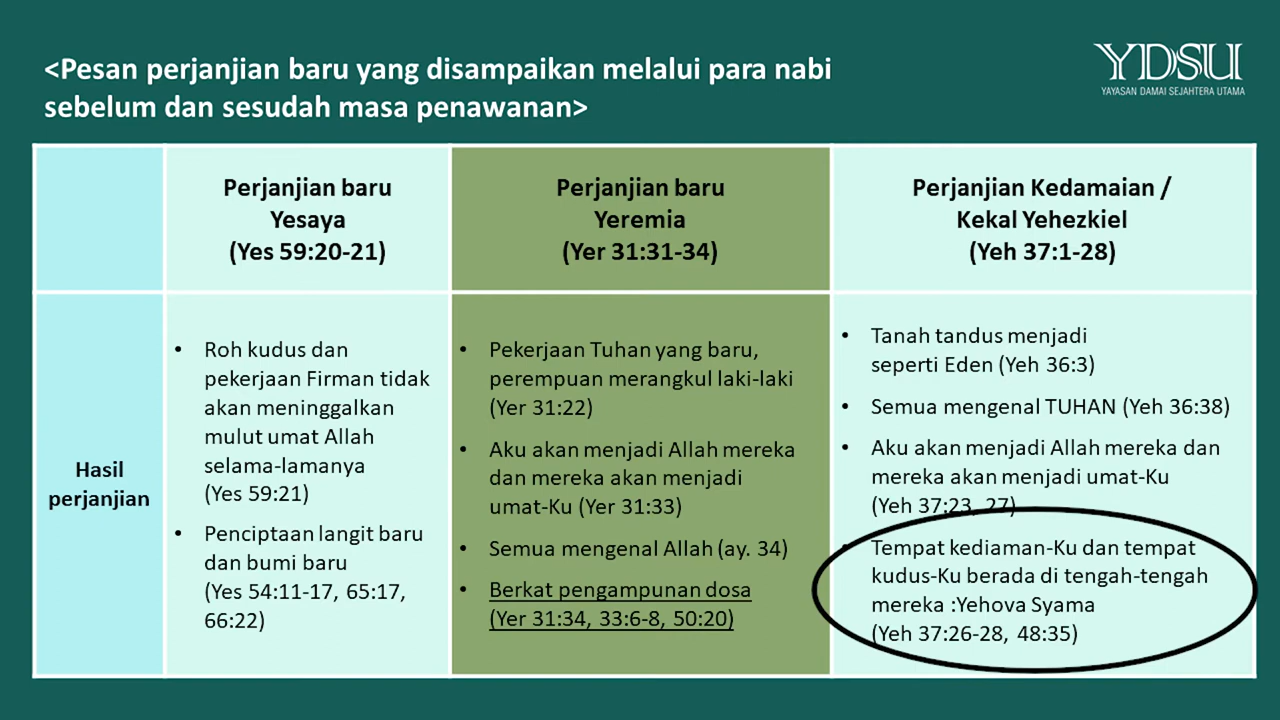 <Pesan perjanjian baru yang disampaikan melalui para nabi
sebelum dan sesudah masa penawanan>
YDSU
YAYASAN DAMAI SEJAHTERA UTAMA
Perjanjian baru
Yesaya
(Yes 59:20-21)
Perjanjian baru
Yeremia
(Yer 31:31-34)
Perjanjian Kedamaian /
Kekal Yehezkiel
(Yeh 37:1-28)
Hasil
perjanjian
• Roh kudus dan
pekerjaan Firman tidak
akan meninggalkan
mulut umat Allah
selama-lamanya
(Yes 59:21)
• Penciptaan langit baru
dan bumi baru
(Yes 54:11-17, 65:17,
66:22)
• Pekerjaan Tuhan yang baru,
perempuan merangkul laki-laki
(Yer 31:22)
• Aku akan menjadi Allah mereka
dan mereka akan menjadi
umat-Ku (Yer 31:33)
• Semua mengenal Allah (ay. 34)
• Berkat pengampunan dosa
(Yer 31:34, 33:6-8, 50:20)
• Tanah tandus menjadi
seperti Eden (Yeh 36:3)
• Semua mengenal TUHAN (Yeh 36:38)
• Aku akan menjadi Allah mereka dan
mereka akan menjadi umat-Ku
(Yeh 37:23, 27)
• Tempat kediaman-Ku dan tempat
kudus-Ku berada di tengah-tengah
mereka :Yehova Syama
(Yeh 37:26-28, 48:35)